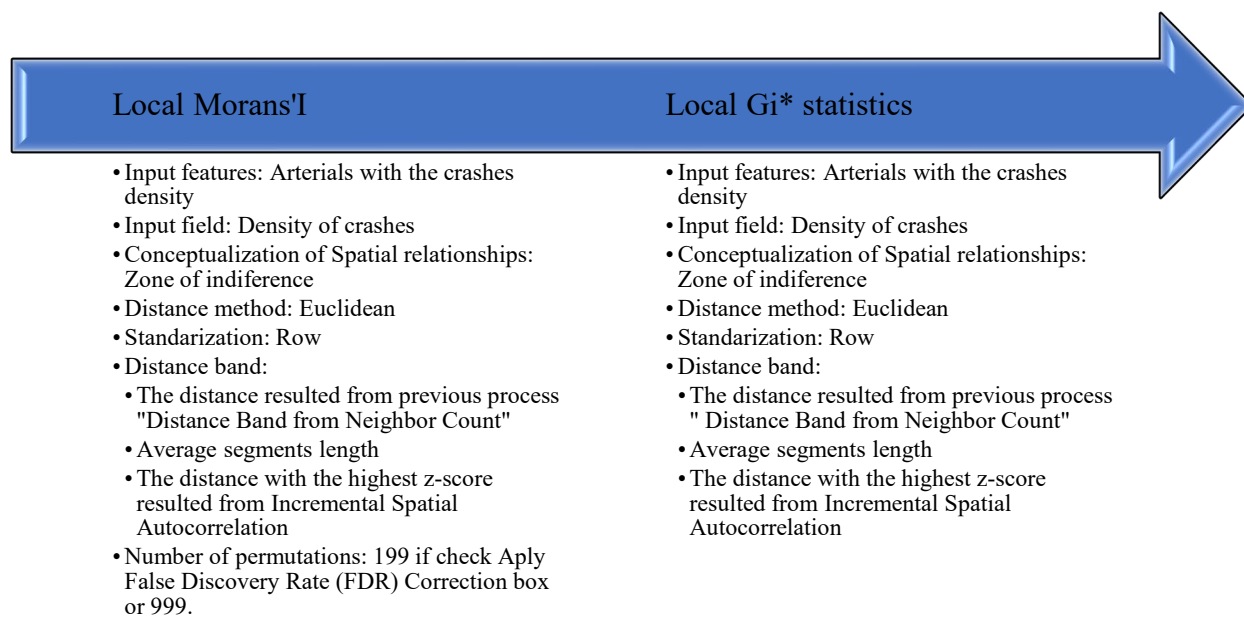 Local Morans'I
• Input features: Arterials with the crashes
density
• Input field: Density of crashes
• Conceptualization of Spatial relationships:
Zone of indiference
• Distance method: Euclidean
• Standarization: Row
• Distance band:
• The distance resulted from previous process
"Distance Band from Neighbor Count"
• Average segments length
• The distance with the highest z-score
resulted from Incremental Spatial
Autocorrelation
• Number of permutations: 199 if check Aply
False Discovery Rate (FDR) Correction box
or 999.
Local Gi* statistics
• Input features: Arterials with the crashes
density
• Input field: Density of crashes
• Conceptualization of Spatial relationships:
Zone of indiference
• Distance method: Euclidean
• Standarization: Row
• Distance band:
• The distance resulted from previous process
" Distance Band from Neighbor Count"
• Average segments length
• The distance with the highest z-score
resulted from Incremental Spatial
Autocorrelation